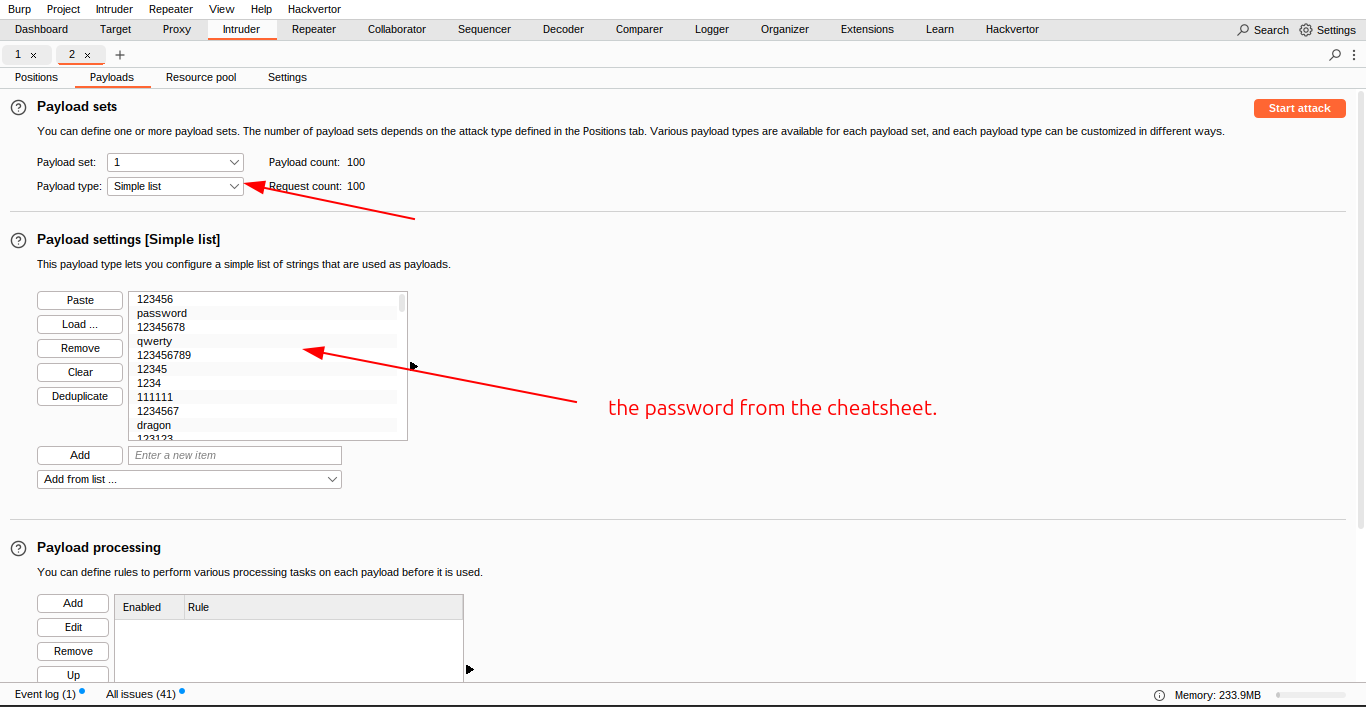 Burp Project Intruder Repeater View Help Hackvertor
Dashboard Target Proxy Intruder Repeater Collaborator Sequencer Decoder Comparer Logger Organizer Extensions Learn Hackvertor Search Settings
1 × 2 × +
Positions Payloads Resource pool Settings
? Payload sets Start attack
You can define one or more payload sets. The number of payload sets depends on the attack type defined in the Positions tab. Various payload types are available for each payload set, and each payload type can be customized in different ways.
Payload set: 1 Payload count: 100
Payload type: Simple list Request count: 100
? Payload settings [Simple list]
This payload type lets you configure a simple list of strings that are used as payloads.
Paste 123456
password
Load ... 12345678
qwerty
Remove 123456789
12345
Clear 1234
Deduplicate 111111
1234567
dragon
123123
the password from the cheatsheet.
Add Enter a new item
Add from list ...
? Payload processing
You can define rules to perform various processing tasks on each payload before it is used.
Add Enabled Rule
Edit
Remove
Up
Event log (1) All issues (41) Memory: 233.9MB